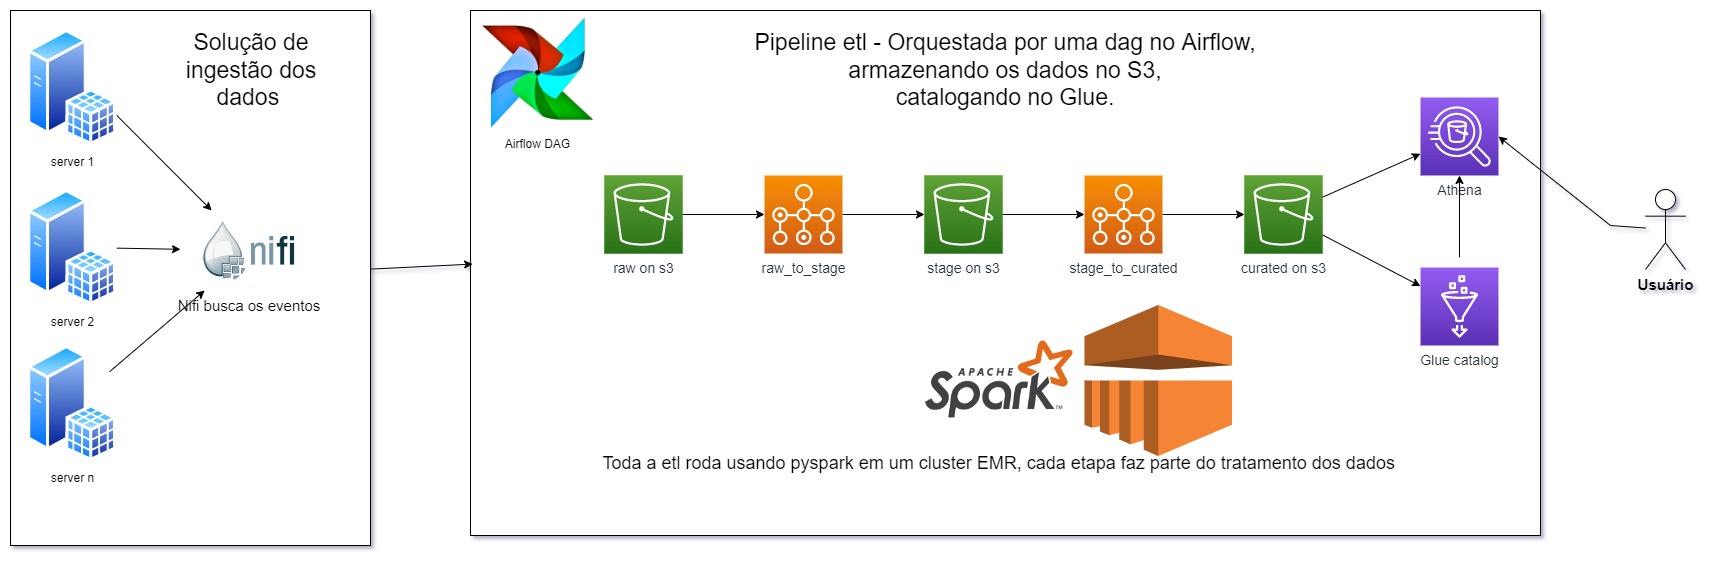 Solução de
ingestão dos
dados
server 1
server 2
server n
nifi
Nifi busca os eventos
Airflow DAG
Pipeline etl - Orquestada por uma dag no Airflow,
armazenando os dados no S3,
catalogando no Glue.
raw on s3
raw_to_stage
stage on s3
stage_to_curated
curated on s3
Athena
Glue catalog
Usuário
APACHE
Spark™
Toda a etl roda usando pyspark em um cluster EMR, cada etapa faz parte do tratamento dos dados